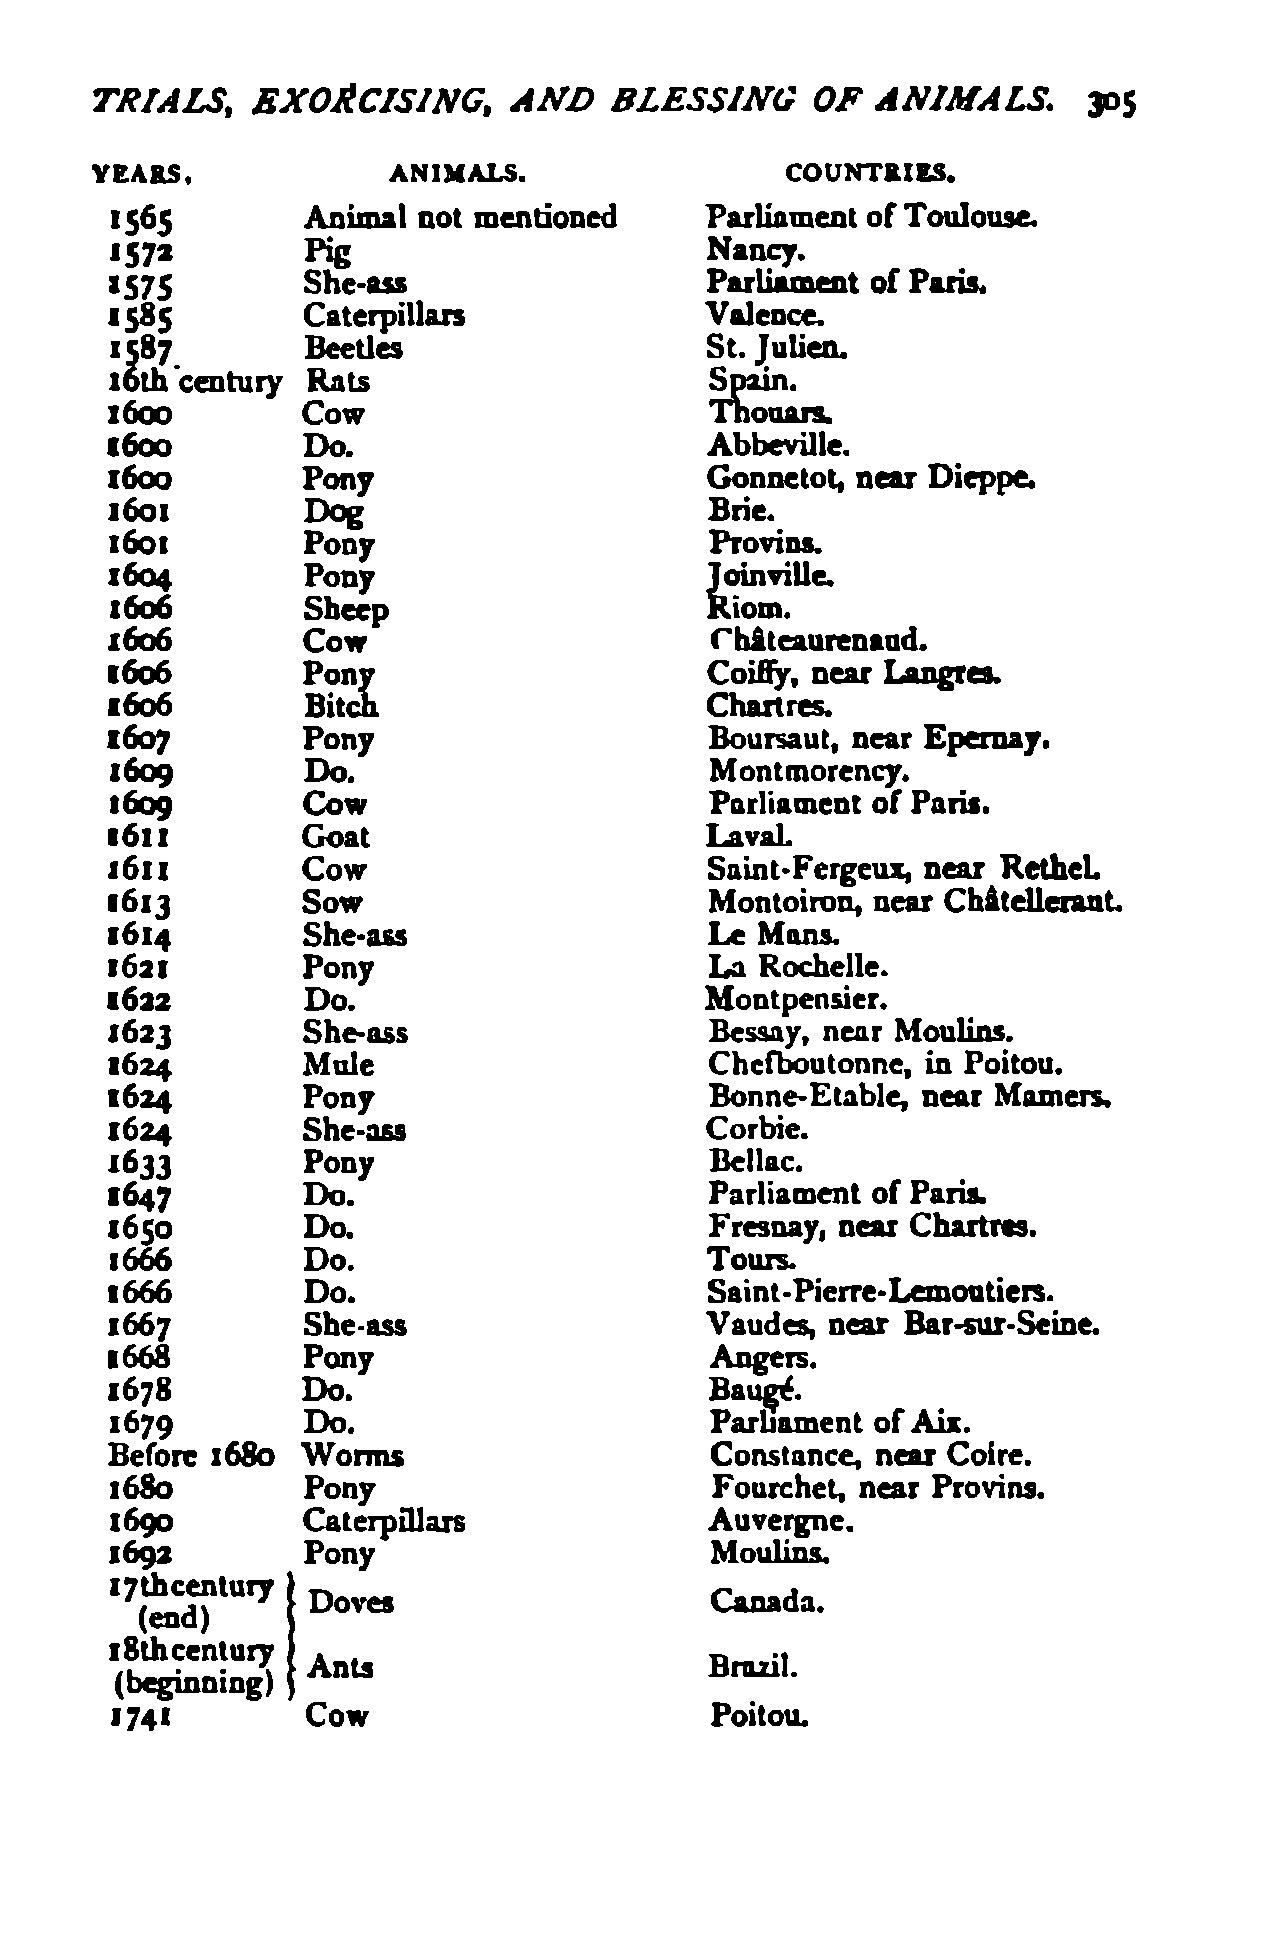 TRIALS, EXORCISING, AND BLESSING OF ANIMALS. 305
YEARS. ANIMALS. COUNTRIES.
1565 Animal not mentioned Parliament of Toulouse.
1572 Pig Nancy.
1575 She-ass Parliament of Paris.
1585 Caterpillars Valence.
1587 Beetles St. Julien.
16th century Rats Spain.
1600 Cow Thouars.
1600 Do. Abbeville.
1600 Pony Gonnetot, near Dieppe.
1601 Dog Brie.
1601 Pony Provins.
1604 Pony Joinville.
1606 Sheep Riom.
1606 Cow Châteaurenaud.
1606 Pony Coiffy, near Langres.
1606 Bitch Chartres.
1607 Pony Boursaut, near Epernay.
1609 Do. Montmorency.
1609 Cow Parliament of Paris.
1611 Goat Laval.
1611 Cow Saint-Fergeux, near Rethel.
1613 Sow Montoiron, near Châtellerant.
1614 She-ass Le Mans.
1621 Pony La Rochelle.
1622 Do. Montpensier.
1623 She-ass Bessay, near Moulins.
1624 Mule Chefboutonne, in Poitou.
1624 Pony Bonne-Etable, near Mamers.
1624 She-ass Corbie.
1633 Pony Bellac.
1647 Do. Parliament of Paris.
1650 Do. Fresnay, near Chartres.
1666 Do. Tours.
1666 Do. Saint-Pierre-Lemoutiers.
1667 She-ass Vaudes, near Bar-sur-Seine.
1668 Pony Angers.
1678 Do. Baugé.
1679 Do. Parliament of Aix.
Before 1680 Worms Constance, near Coire.
1680 Pony Fourchet, near Provins.
1690 Caterpillars Auvergne.
1692 Pony Moulins.
17th century
(end) } Doves Canada.
18th century
(beginning) } Ants Brazil.
1741 Cow Poitou.